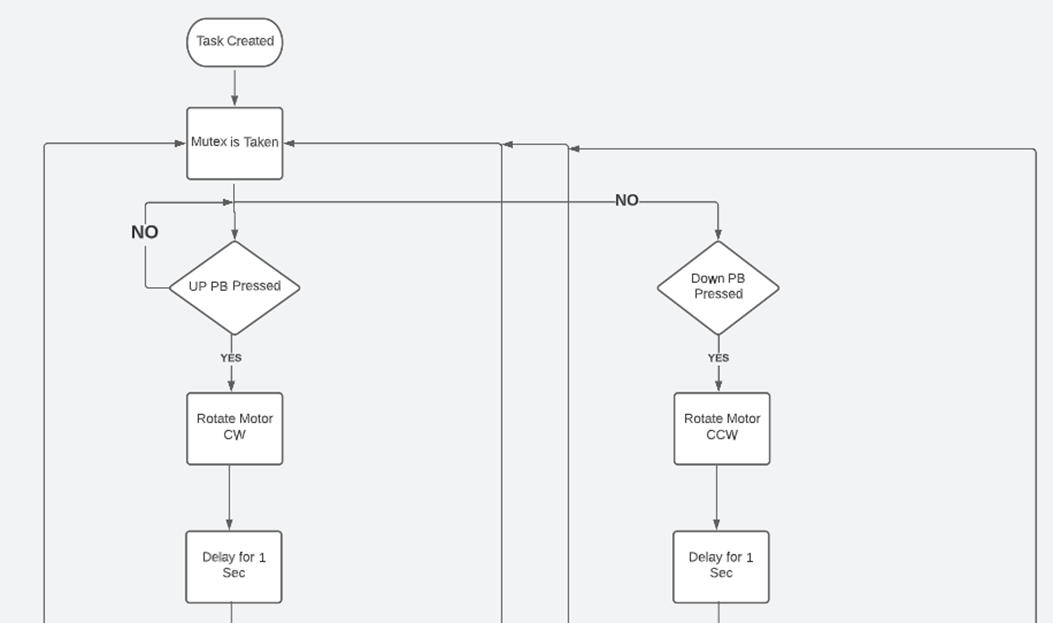 Task Created
Mutex is Taken
NO
NO
UP PB Pressed
Down PB
Pressed
YES
YES
Rotate Motor
CW
Rotate Motor
CCW
Delay for 1
Sec
Delay for 1
Sec